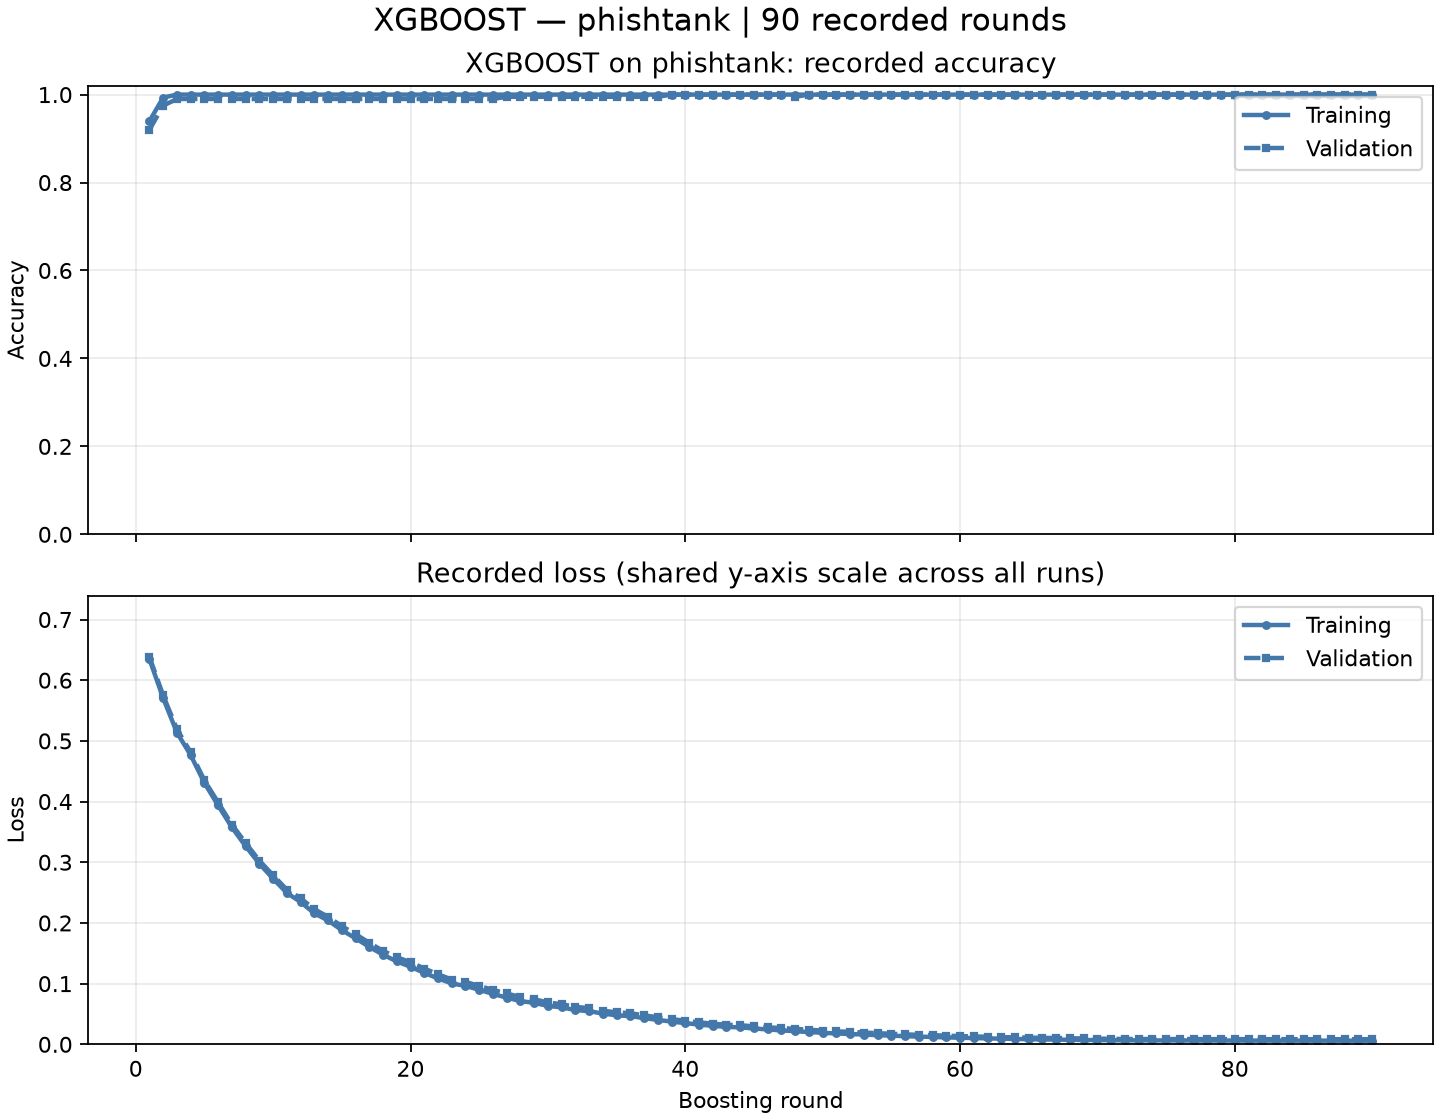 XGBOOST — phishtank | 90 recorded rounds
XGBOOST on phishtank: recorded accuracy
1.0
0.8
0.6
0.4
0.2
0.0
Accuracy
Training
Validation
Recorded loss (shared y-axis scale across all runs)
0.7
0.6
0.5
0.4
0.3
0.2
0.1
0.0
Loss
Training
Validation
0
20
40
60
80
Boosting round